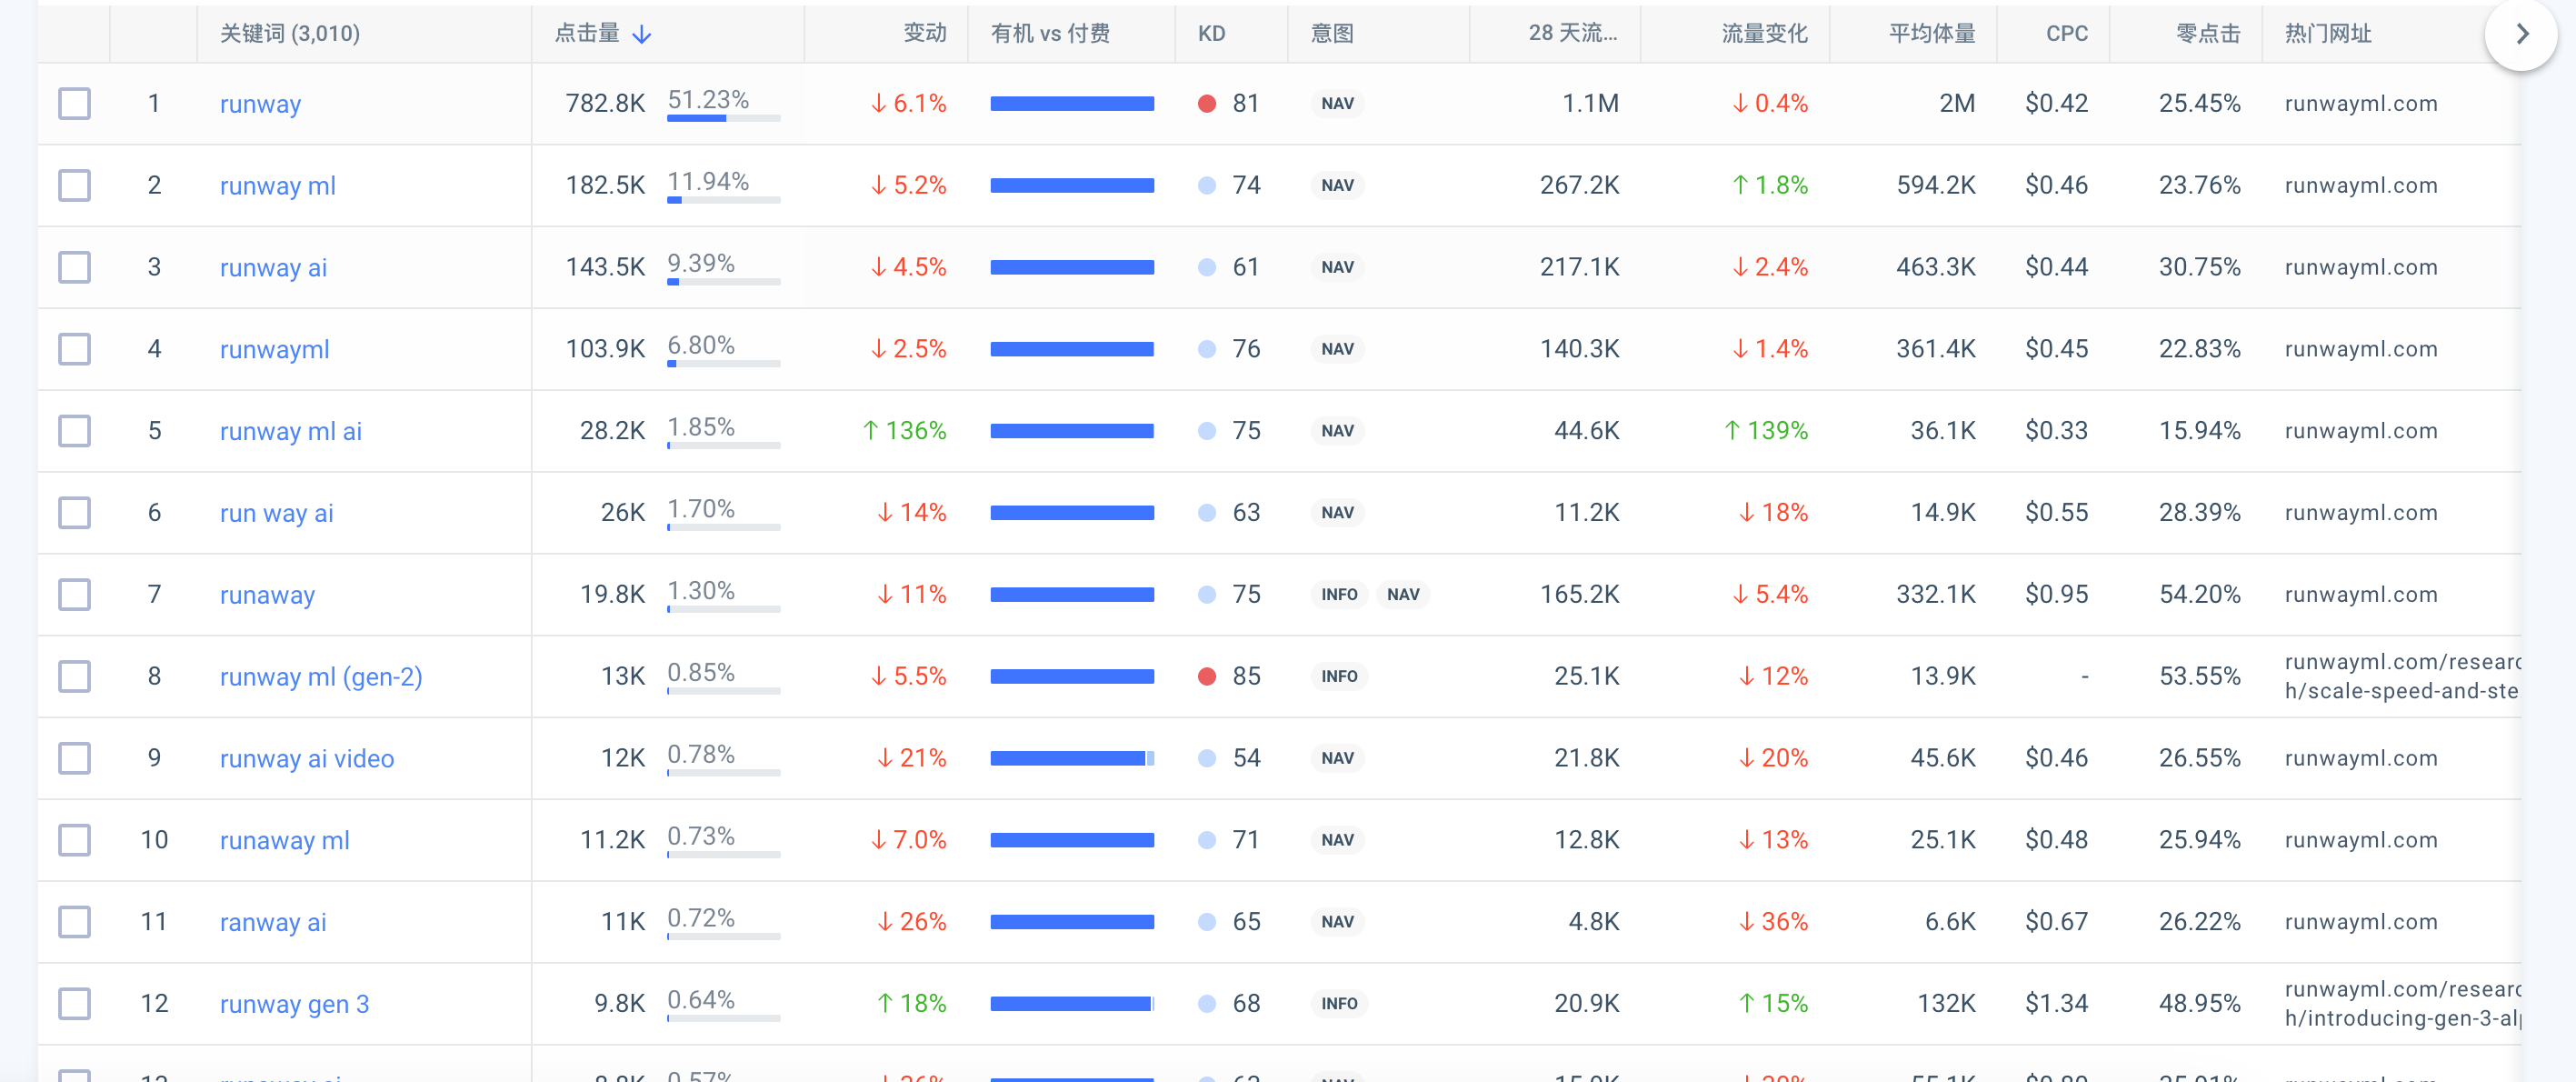 关键词 (3,010) 点击量 变动 有机 vs 付费 KD 意图 28 天流... 流量变化 平均体量 CPC 零点击 热门网址
1 runway 782.8K 51.23% ↓ 6.1% 81 NAV 1.1M ↓ 0.4% 2M $0.42 25.45% runwayml.com
2 runway ml 182.5K 11.94% ↓ 5.2% 74 NAV 267.2K ↑ 1.8% 594.2K $0.46 23.76% runwayml.com
3 runway ai 143.5K 9.39% ↓ 4.5% 61 NAV 217.1K ↓ 2.4% 463.3K $0.44 30.75% runwayml.com
4 runwayml 103.9K 6.80% ↓ 2.5% 76 NAV 140.3K ↓ 1.4% 361.4K $0.45 22.83% runwayml.com
5 runway ml ai 28.2K 1.85% ↑ 136% 75 NAV 44.6K ↑ 139% 36.1K $0.33 15.94% runwayml.com
6 run way ai 26K 1.70% ↓ 14% 63 NAV 11.2K ↓ 18% 14.9K $0.55 28.39% runwayml.com
7 runaway 19.8K 1.30% ↓ 11% 75 INFO NAV 165.2K ↓ 5.4% 332.1K $0.95 54.20% runwayml.com
8 runway ml (gen-2) 13K 0.85% ↓ 5.5% 85 INFO 25.1K ↓ 12% 13.9K - 53.55% runwayml.com/researc
h/scale-speed-and-ste
9 runway ai video 12K 0.78% ↓ 21% 54 NAV 21.8K ↓ 20% 45.6K $0.46 26.55% runwayml.com
10 runaway ml 11.2K 0.73% ↓ 7.0% 71 NAV 12.8K ↓ 13% 25.1K $0.48 25.94% runwayml.com
11 ranway ai 11K 0.72% ↓ 26% 65 NAV 4.8K ↓ 36% 6.6K $0.67 26.22% runwayml.com
12 runway gen 3 9.8K 0.64% ↑ 18% 68 INFO 20.9K ↑ 15% 132K $1.34 48.95% runwayml.com/researc
h/introducing-gen-3-al